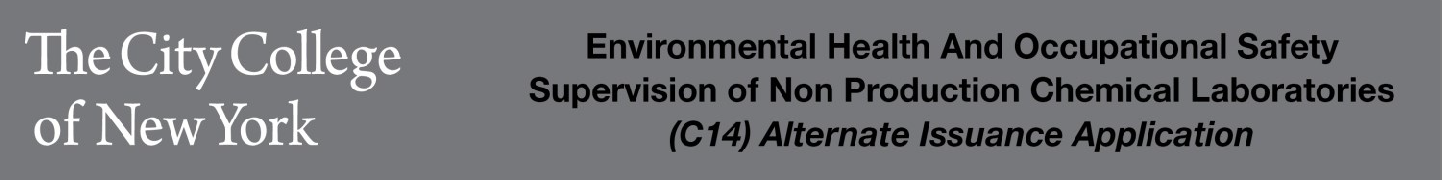 The City College
of New York
Environmental Health And Occupational Safety
Supervision of Non Production Chemical Laboratories
(C14) Alternate Issuance Application